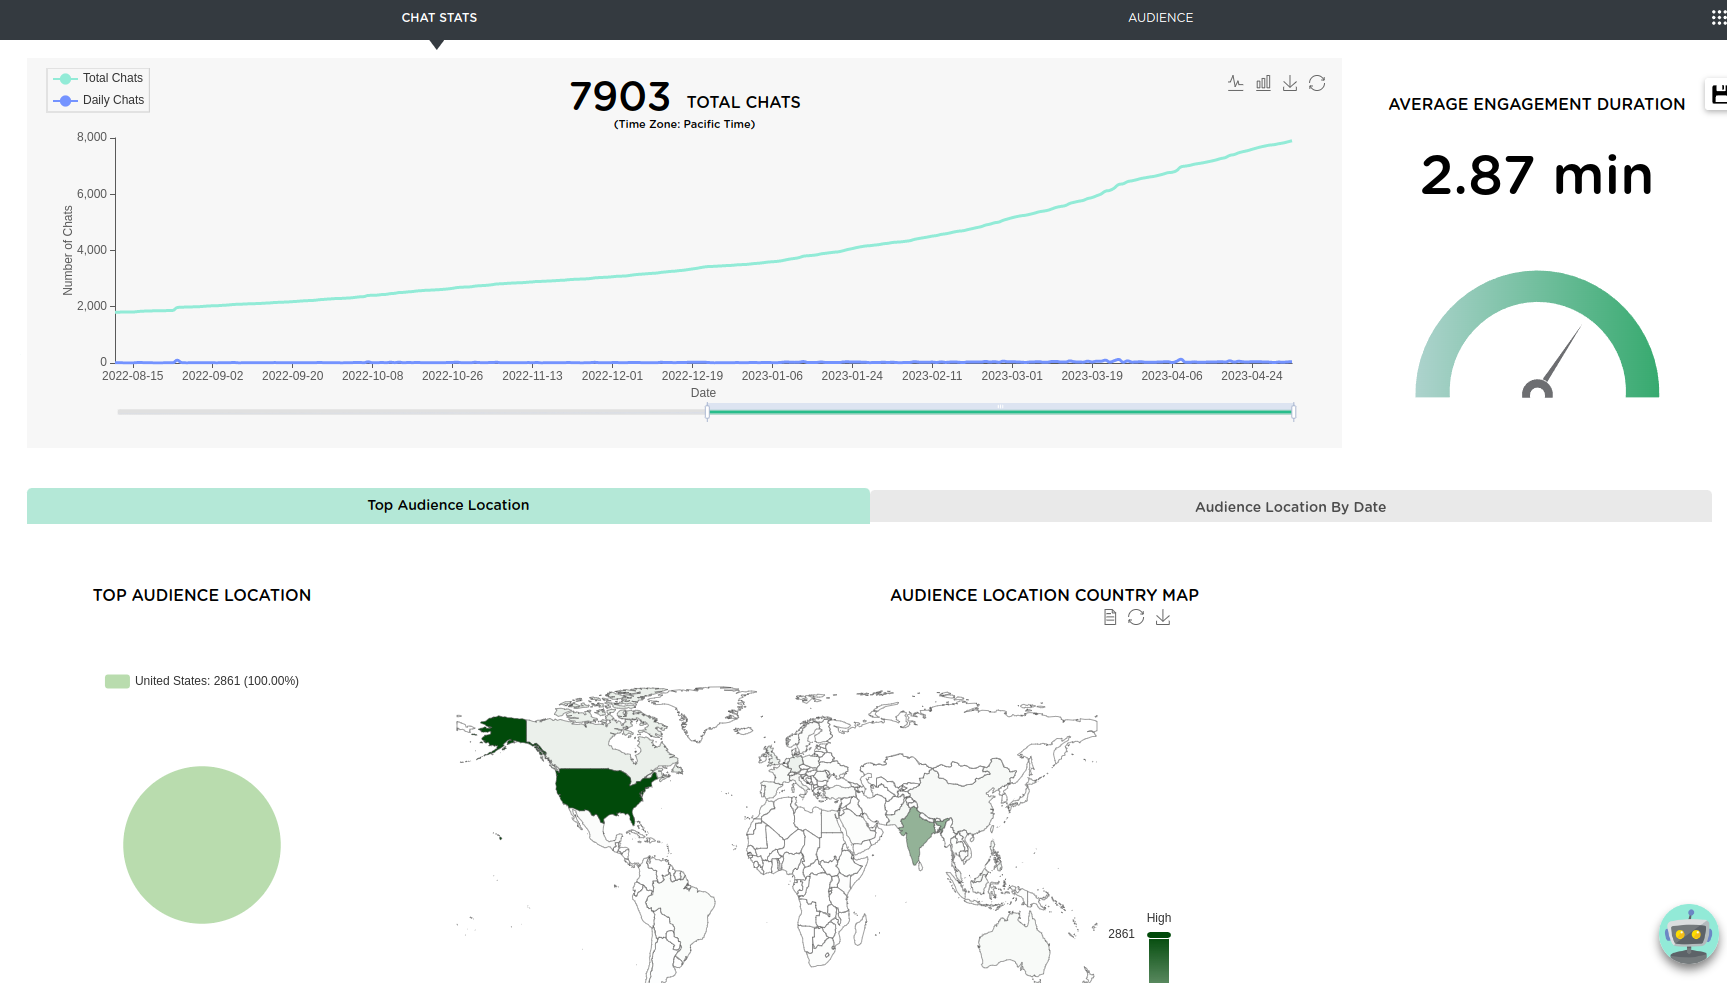 CHAT STATS
AUDIENCE
Total Chats
Daily Chats
7903 TOTAL CHATS
(Time Zone: Pacific Time)
8,000
6,000
4,000
2,000
0
Number of Chats
2022-08-15 2022-09-02 2022-09-20 2022-10-08 2022-10-26 2022-11-13 2022-12-01 2022-12-19 2023-01-06 2023-01-24 2023-02-11 2023-03-01 2023-03-19 2023-04-06 2023-04-24
Date
AVERAGE ENGAGEMENT DURATION
2.87 min
Top Audience Location
Audience Location By Date
TOP AUDIENCE LOCATION
AUDIENCE LOCATION COUNTRY MAP
United States: 2861 (100.00%)
High
2861